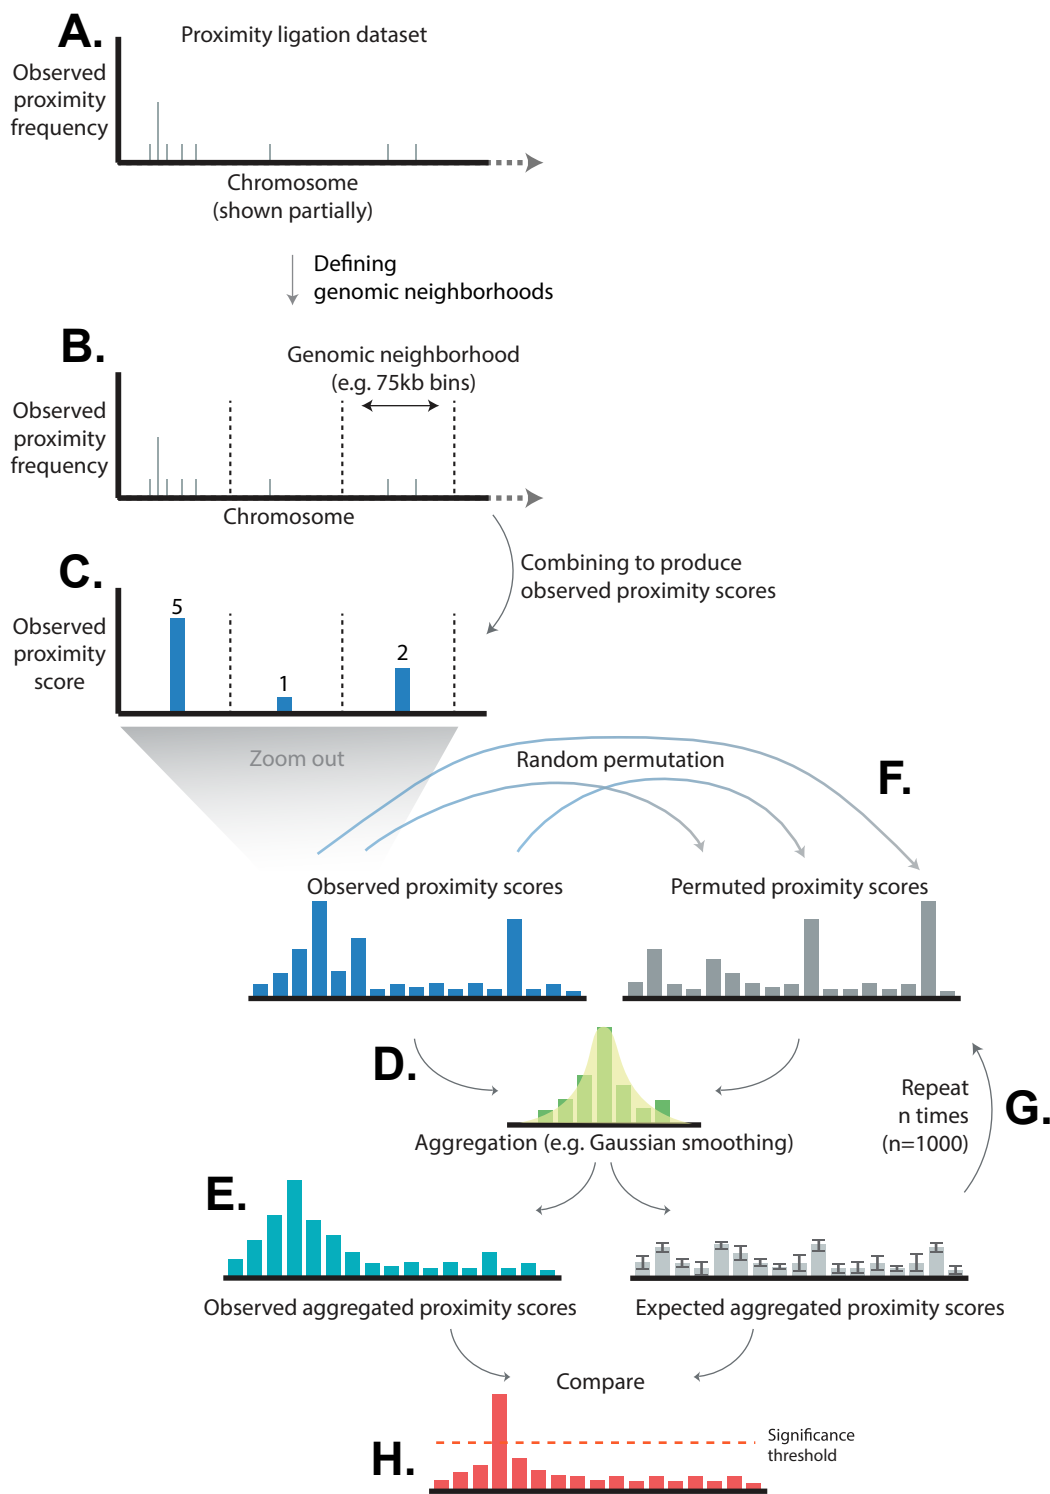 A.
Proximity ligation dataset
Observed
proximity
frequency
Chromosome
(shown partially)
Defining
genomic neighborhoods
B.
Genomic neighborhood
(e.g. 75kb bins)
Observed
proximity
frequency
Chromosome
Combining to produce
observed proximity scores
C.
Observed
proximity
score
5
1
2
Zoom out
Random permutation
F.
Observed proximity scores
Permuted proximity scores
D.
Aggregation (e.g. Gaussian smoothing)
Repeat
n times
(n=1000)
G.
E.
Observed aggregated proximity scores
Expected aggregated proximity scores
Compare
H.
Significance
threshold